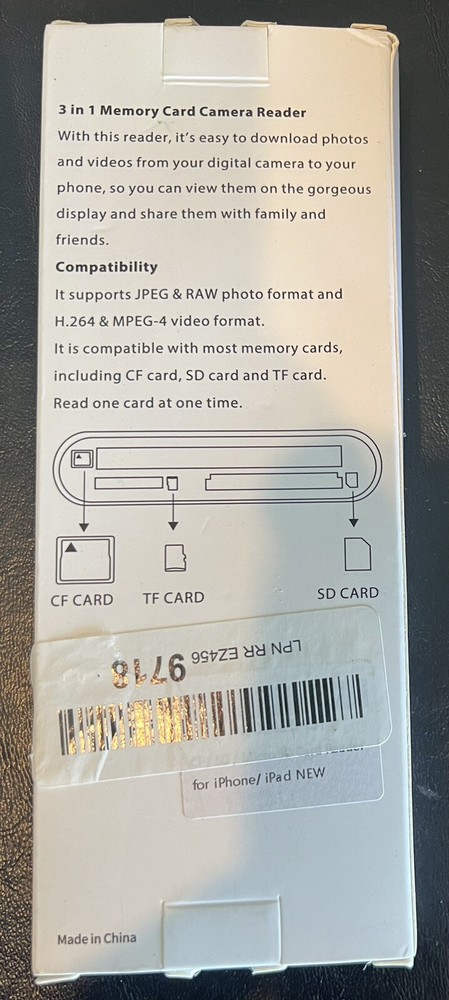 3 in 1 Memory Card Camera Reader
With this reader, it's easy to download photos
and videos from your digital camera to your
phone, so you can view them on the gorgeous
display and share them with family and
friends.
Compatibility
It supports JPEG & RAW photo format and
H.264 & MPEG-4 video format.
It is compatible with most memory cards,
including CF card, SD card and TF card.
Read one card at one time.
CF CARD TF CARD SD CARD
LPN RR EZ456 9718
for iPhone/ iPad NEW
Made in China